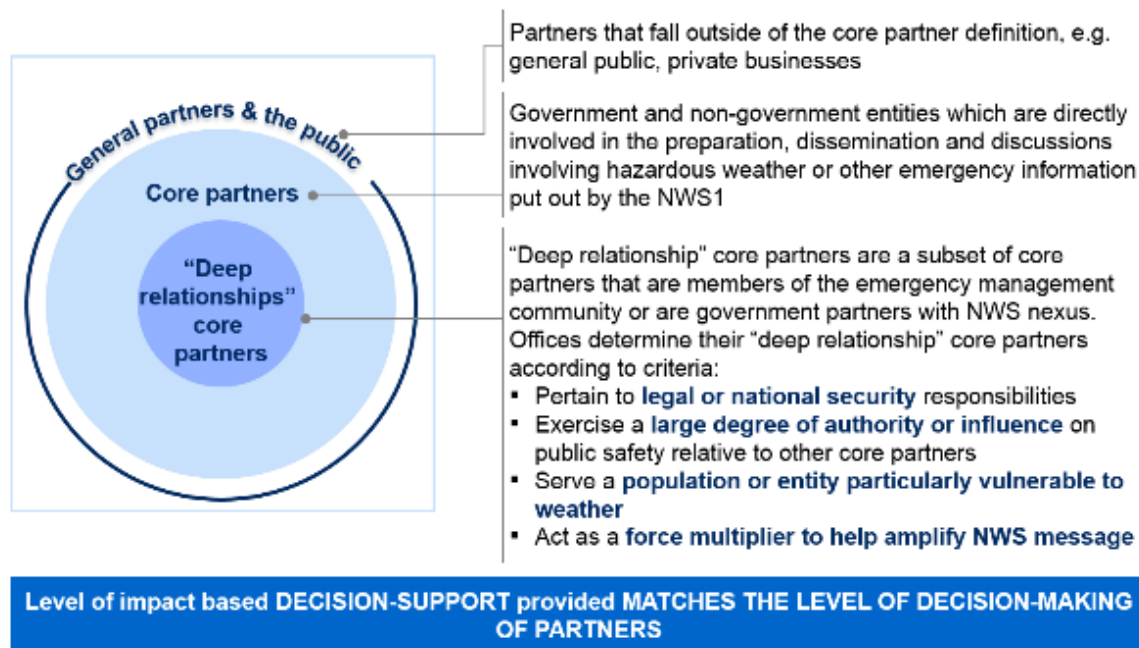 Partners that fall outside of the core partner definition, e.g.
general public, private businesses
General partners & the public
Government and non-government entities which are directly
involved in the preparation, dissemination and discussions
involving hazardous weather or other emergency information
put out by the NWS1
Core partners
“Deep
relationships”
core
partners
“Deep relationship” core partners are a subset of core
partners that are members of the emergency management
community or are government partners with NWS nexus.
Offices determine their “deep relationship” core partners
according to criteria:
▪ Pertain to legal or national security responsibilities
▪ Exercise a large degree of authority or influence on
public safety relative to other core partners
▪ Serve a population or entity particularly vulnerable to
weather
▪ Act as a force multiplier to help amplify NWS message
Level of impact based DECISION-SUPPORT provided MATCHES THE LEVEL OF DECISION-MAKING
OF PARTNERS